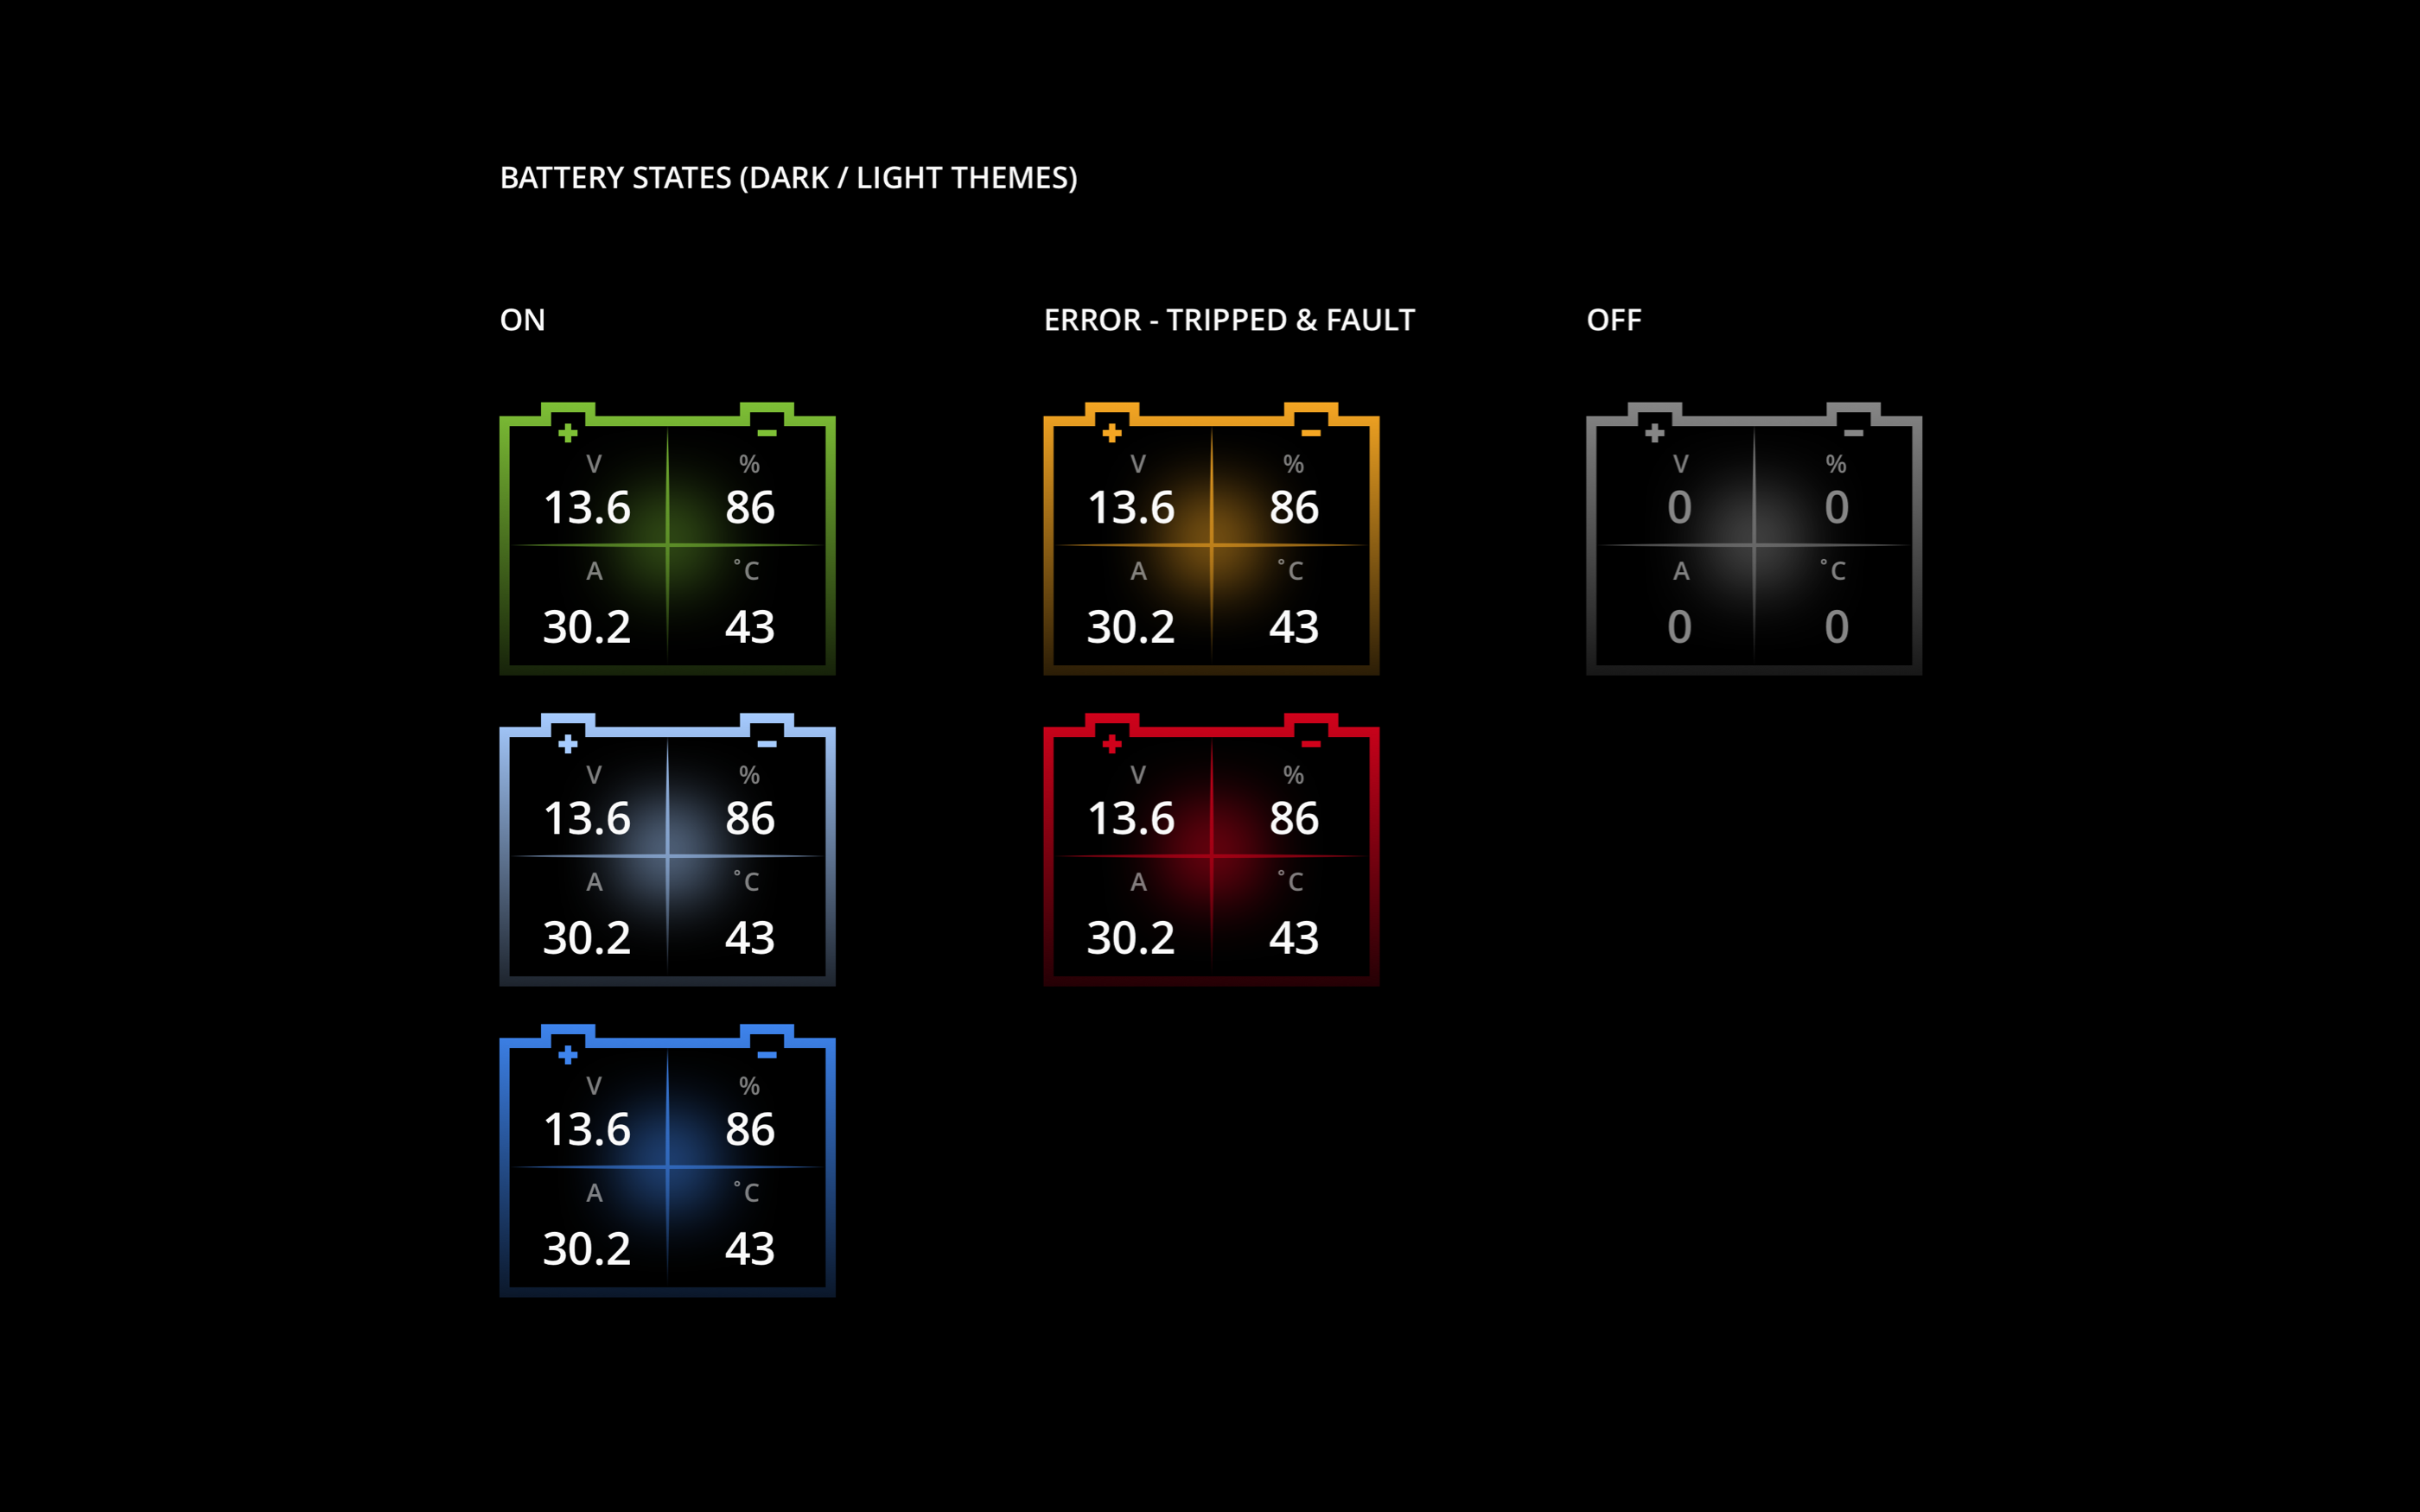 BATTERY STATES (DARK / LIGHT THEMES)
ON
ERROR - TRIPPED & FAULT
OFF
V %
13.6 86
A °C
30.2 43
V %
13.6 86
A °C
30.2 43
V %
0 0
A °C
0 0
V %
13.6 86
A °C
30.2 43
V %
13.6 86
A °C
30.2 43
V %
13.6 86
A °C
30.2 43